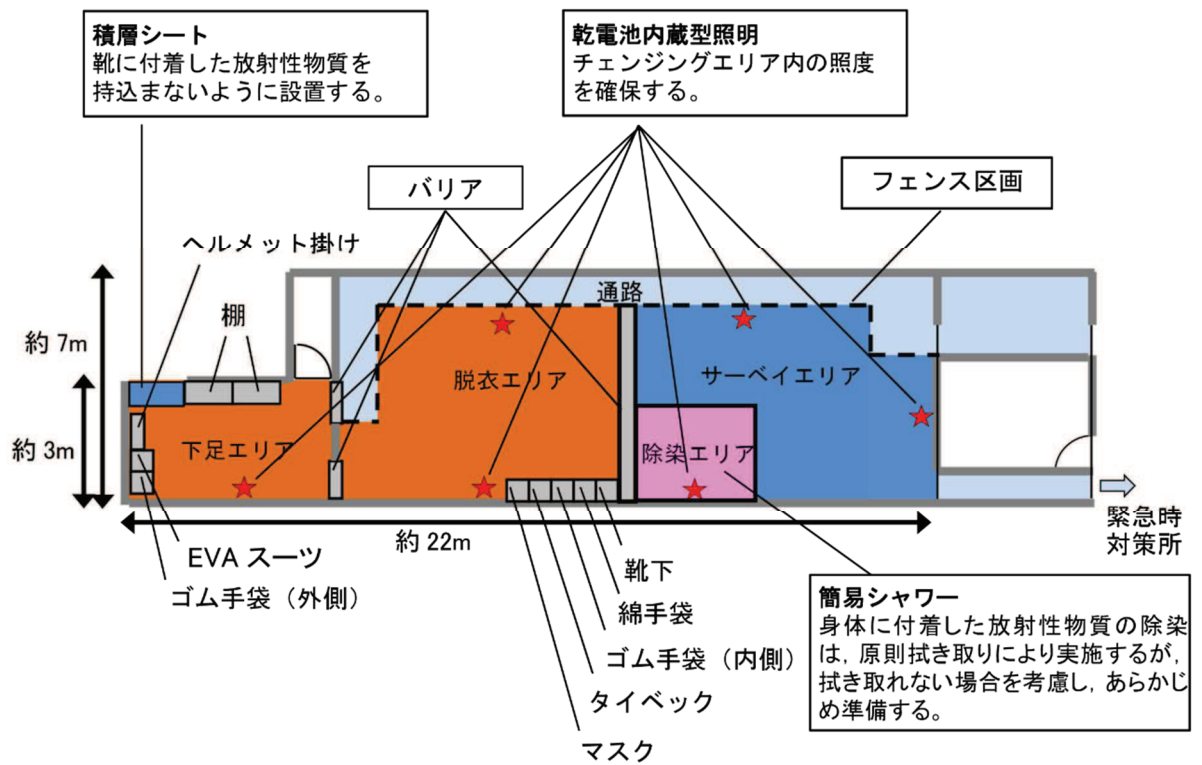 積層シート
靴に付着した放射性物質を
持込まないように設置する。
乾電池内蔵型照明
チェンジングエリア内の照度
を確保する。
バリア
フェンス区画
ヘルメット掛け
通路
棚
約7m
脱衣エリア
サーベイエリア
約3m
下足エリア
除染エリア
緊急時
対策所
約22m
EVAスーツ
ゴム手袋（外側）
靴下
綿手袋
ゴム手袋（内側）
タイベック
マスク
簡易シャワー
身体に付着した放射性物質の除染
は，原則拭き取りにより実施するが，
拭き取れない場合を考慮し，あらかじ
め準備する。